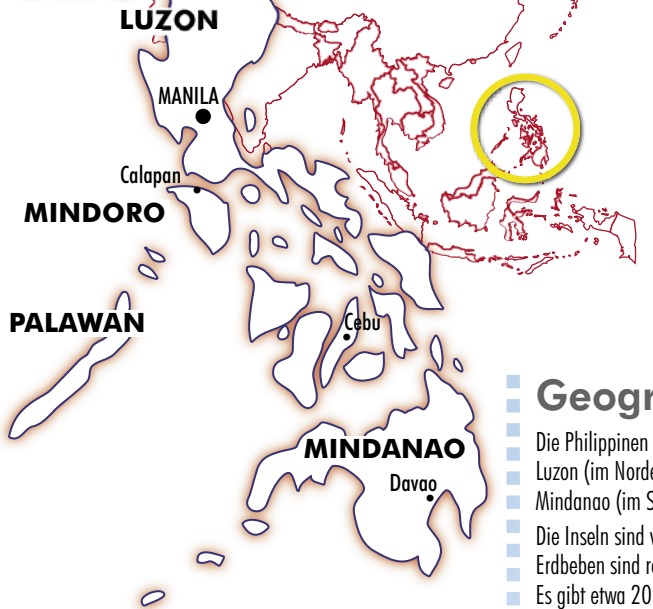 LUZON
MANILA
Calapan
MINDORO
PALAWAN
Cebu
MINDANAO
Davao
Geogr
Die Philippinen
Luzon (im Norde
Mindanao (im S
Die Inseln sind v
Erdbeben sind re
Es gibt etwa 20